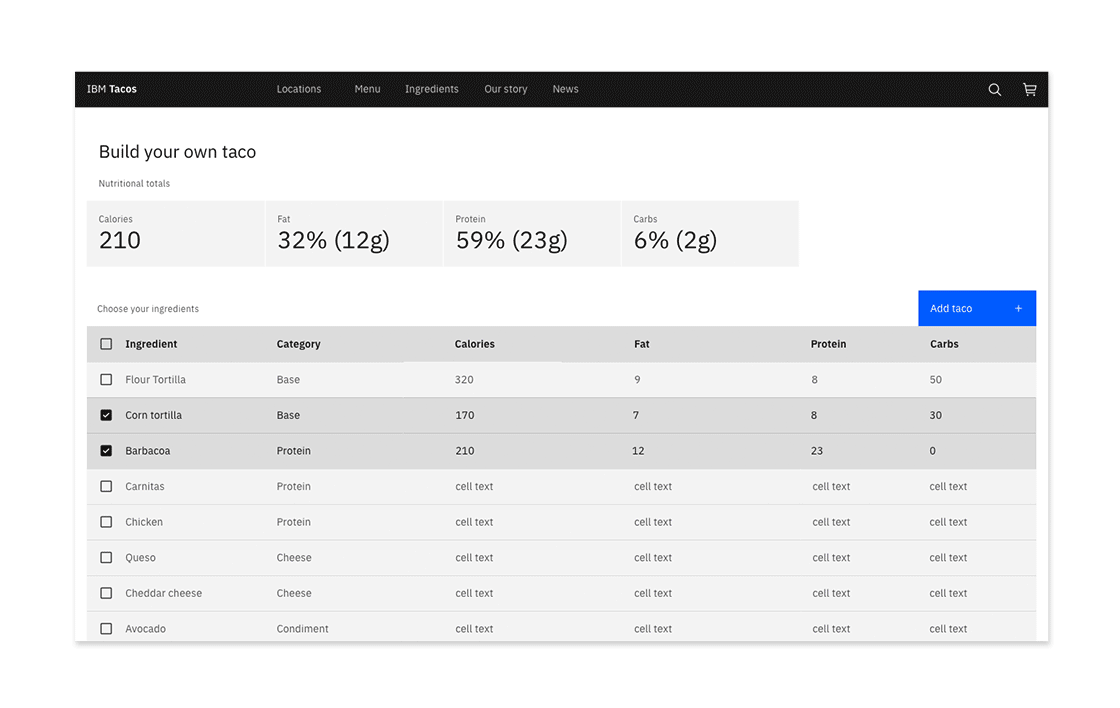 IBM Tacos Locations Menu Ingredients Our story News
Build your own taco
Nutritional totals
Calories Fat Protein Carbs
210 32% (12g) 59% (23g) 6% (2g)
Choose your ingredients Add taco +
Ingredient Category Calories Fat Protein Carbs
Flour Tortilla Base 320 9 8 50
Corn tortilla Base 170 7 8 30
Barbacoa Protein 210 12 23 0
Carnitas Protein cell text cell text cell text cell text
Chicken Protein cell text cell text cell text cell text
Queso Cheese cell text cell text cell text cell text
Cheddar cheese Cheese cell text cell text cell text cell text
Avocado Condiment cell text cell text cell text cell text